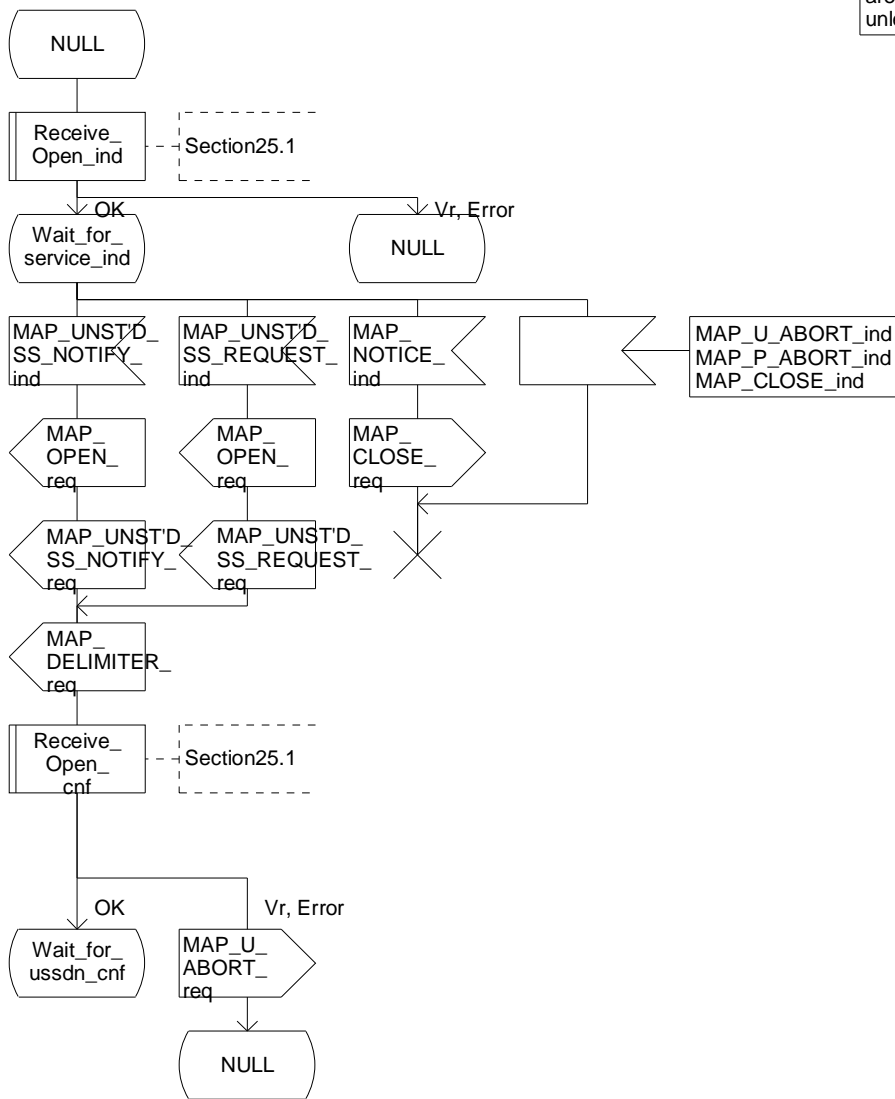 unl
NULL
Receive_
Open_ind
Section25.1
OK
Vr, Error
Wait_for_
service_ind
NULL
MAP_UNST'D_
SS_NOTIFY_
ind
MAP_UNST'D_
SS_REQUEST_
ind
MAP_
NOTICE_
ind
MAP_U_ABORT_ind
MAP_P_ABORT_ind
MAP_CLOSE_ind
MAP_
OPEN_
req
MAP_
OPEN_
req
MAP_
CLOSE_
req
MAP_UNST'D_
SS_NOTIFY_
req
MAP_UNST'D_
SS_REQUEST_
req
MAP_
DELIMITER_
req
Receive_
Open_
cnf
Section25.1
OK
Vr, Error
Wait_for_
ussdn_cnf
MAP_U_
ABORT_
req
NULL